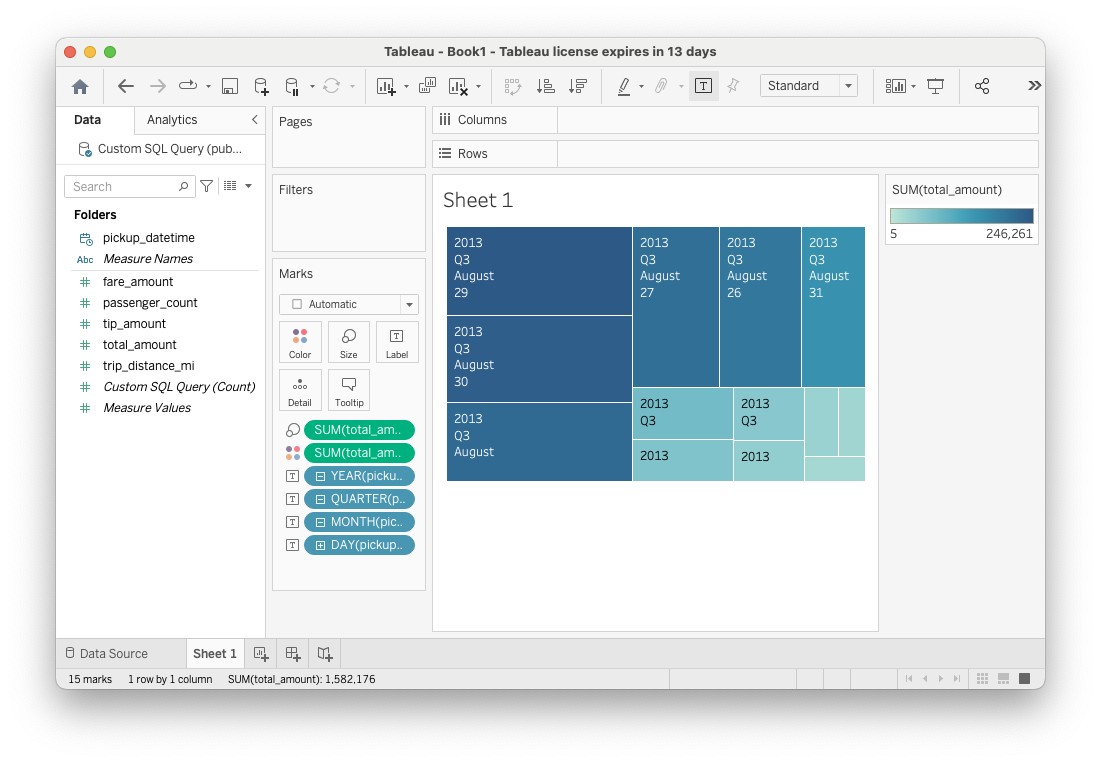 Tableau - Book1 - Tableau license expires in 13 days
Standard
Data
Analytics
Custom SQL Query (pub...
Search
Folders
pickup_datetime
Abc
Measure Names
fare_amount
passenger_count
tip_amount
total_amount
trip_distance_mi
Custom SQL Query (Count)
Measure Values
Pages
Filters
Marks
Automatic
Color
Size
T
Label
Detail
Tooltip
SUM(total_am..
SUM(total_am..
T YEAR(picku..
T QUARTER(p..
T MONTH(pic..
T DAY(pickup..
Columns
Rows
Sheet 1
2013
Q3
August
29
2013
Q3
August
30
2013
Q3
August
2013
Q3
August
27
2013
Q3
August
26
2013
Q3
August
31
2013
Q3
2013
2013
Q3
2013
SUM(total_amount)
5 246,261
Data Source
Sheet 1
15 marks 1 row by 1 column SUM(total_amount): 1,582,176